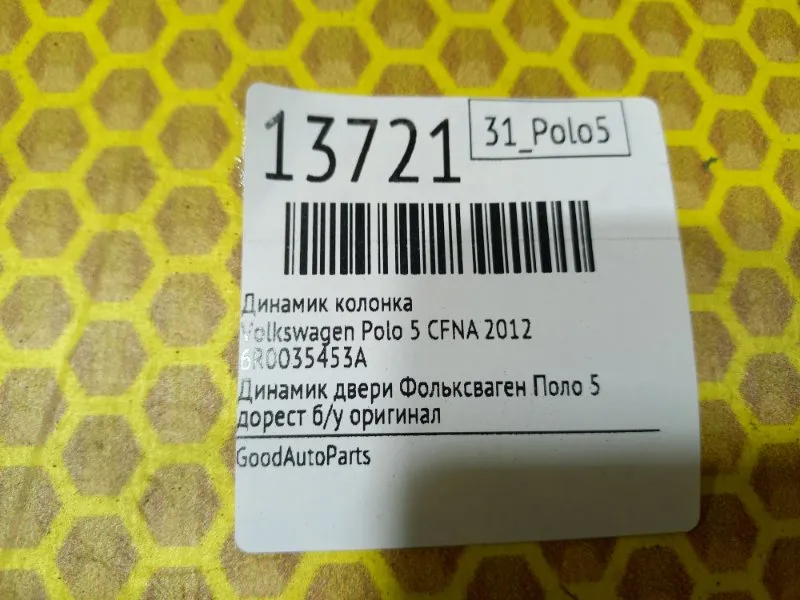 13721
31_Polo5
Динамик колонка
Volkswagen Polo 5 CFNA 2012
6R0035453A
Динамик двери Фольксваген Поло 5
дорест б/у оригинал
GoodAutoParts